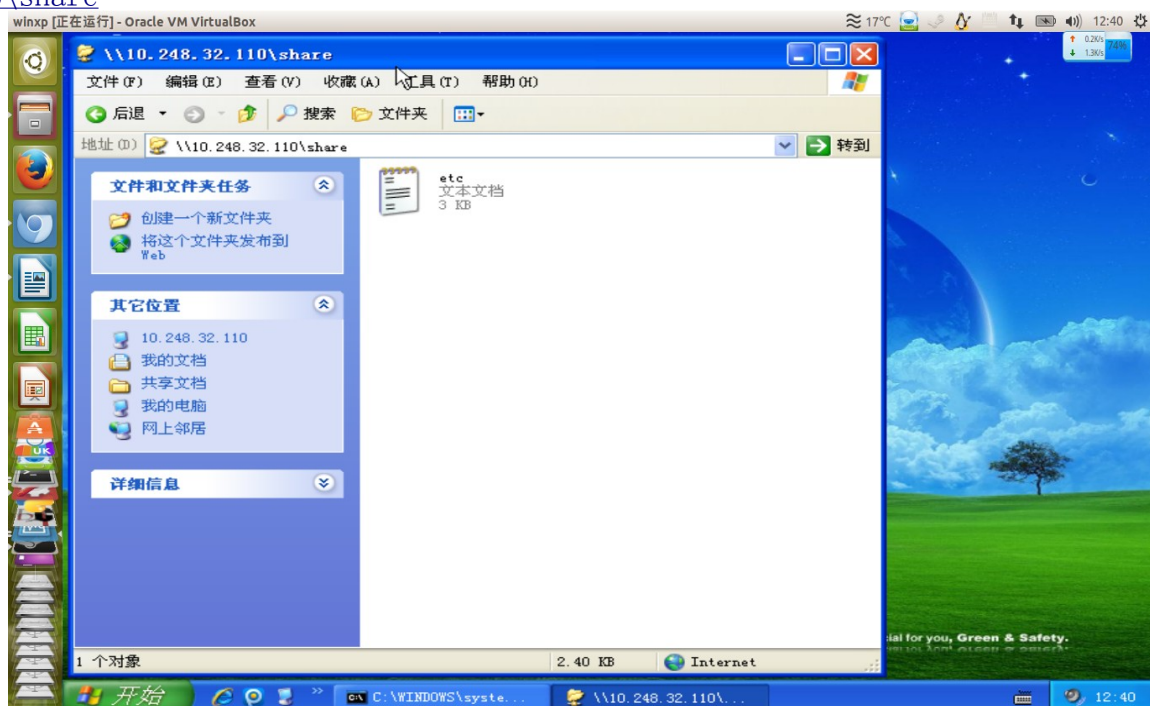 \share
winxp [正在运行] - Oracle VM VirtualBox
17°C
12:40
0.2K/s
1.3K/s
74%
\\10.248.32.110\share
文件(F) 编辑(E) 查看(V) 收藏(A) 工具(T) 帮助(H)
后退 搜索 文件夹
地址(D) \\10.248.32.110\share 转到
文件和文件夹任务
创建一个新文件夹
将这个文件夹发布到
Web
其它位置
10.248.32.110
我的文档
共享文档
我的电脑
网上邻居
详细信息
etc
文本文档
3 KB
UK
for you, Green & Safety.
1 个对象 2.40 KB Internet
开始 C:\WINDOWS\syste... \\10.248.32.110\... 12:40